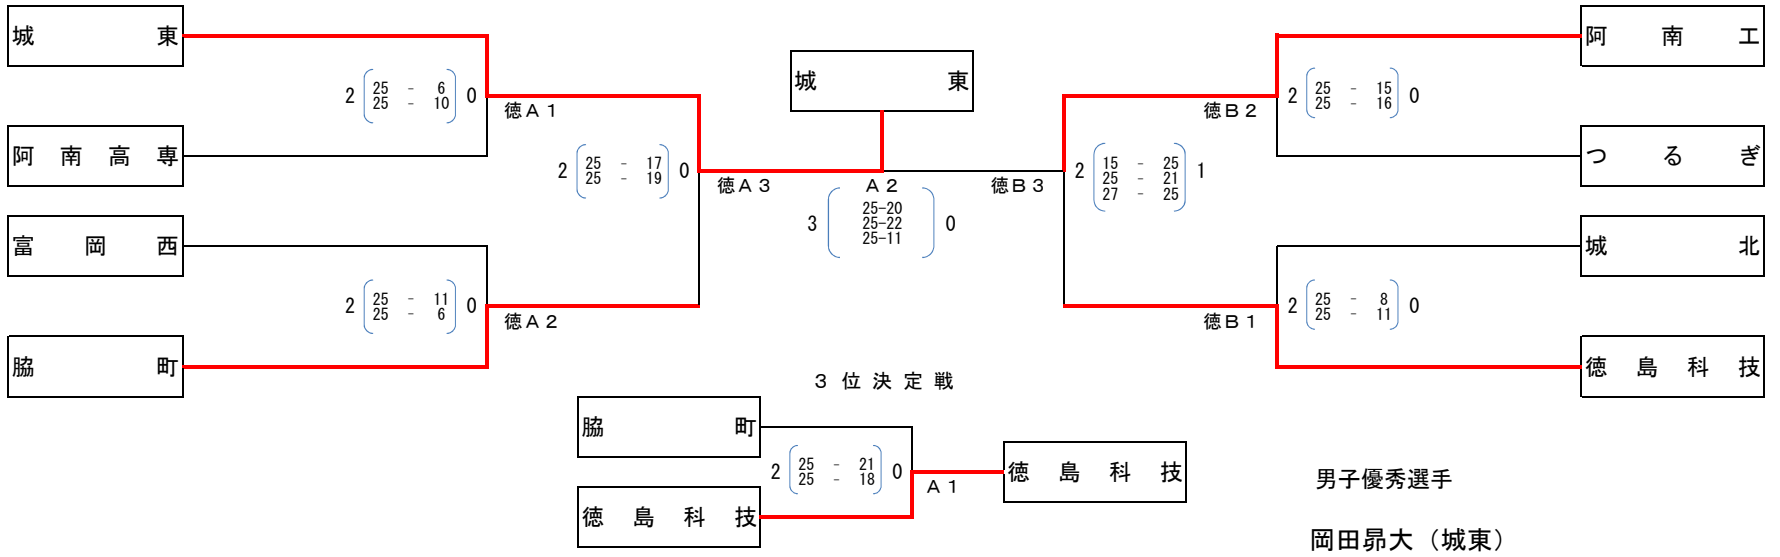 城東
阿南高専
富岡西
脇町
2 25 - 6 0
25 - 10
徳A1
2 25 - 11 0
25 - 6
徳A2
2 25 - 17 0
25 - 19
徳A3
城東
A2
3 25-20 0
25-22
25-11
徳B3
2 15 - 25 1
25 - 21
27 - 25
徳B2
2 25 - 15 0
25 - 16
徳B1
2 25 - 8 0
25 - 11
阿南工
つるぎ
城北
徳島科技
3位決定戦
脇町
徳島科技
2 25 - 21 0
25 - 18
A1
徳島科技
男子優秀選手
岡田昴大(城東)